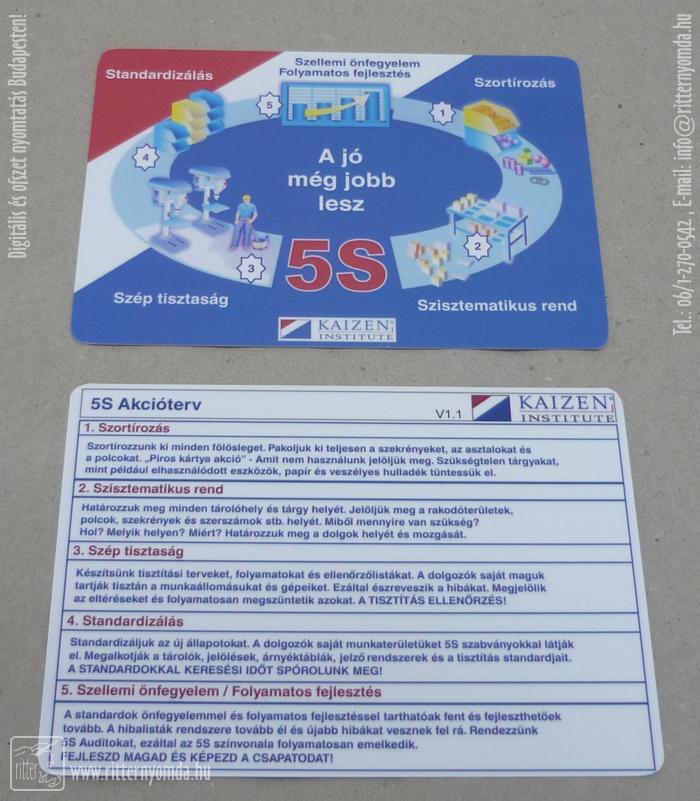 Digitális és ofszet nyomtatás Budapesten!
Tel.: 06/1-270-0542 E-mail: info@ritternyomda.hu
Standardizálás
Szellemi önfegyelem
Folyamatos fejlesztés
Szortírozás
5
1
4
A jó
még jobb
lesz
2
3
5S
Szép tisztaság
Szisztematikus rend
KAIZEN
INSTITUTE
5S Akcióterv
V1.1
KAIZEN
INSTITUTE
1. Szortírozás
Szortírozzunk ki minden fölösleget. Pakoljuk ki teljesen a szekrényeket, az asztalokat és
a polcokat. „Piros kártya akció" - Amit nem használunk jelöljük meg. Szükségtelen tárgyakat,
mint például elhasználódott eszközök, papír és veszélyes hulladék tüntessük el.
2. Szisztematikus rend
Határozzuk meg minden tárolóhely és tárgy helyét. Jelöljük meg a rakodóterületek,
polcok, szekrények és szerszámok stb. helyét. Miből mennyire van szükség?
Hol? Melyik helyen? Miért? Határozzuk meg a dolgok helyét és mozgását.
3. Szép tisztaság
Készítsünk tisztítási terveket, folyamatokat és ellenőrzőlistákat. A dolgozók saját maguk
tartják tisztán a munkaállomásukat és gépeiket. Ezáltal észreveszik a hibákat. Megjelölik
az eltéréseket és folyamatosan megszüntetik azokat. A TISZTÍTÁS ELLENŐRZÉS!
4. Standardizálás
Standardizáljuk az új állapotokat. A dolgozók saját munkaterületüket 5S szabványokkal látják
el. Megalkotják a tárolók, jelölések, árnyéktáblák, jelző rendszerek és a tisztítás standardjait.
A STANDARDOKKAL KERESÉSI IDŐT SPÓROLUNK MEG!
5. Szellemi önfegyelem / Folyamatos fejlesztés
A standardok önfegyelemmel és folyamatos fejlesztéssel tarthatóak fent és fejleszthetőek
tovább. A hibalisták rendszere tovább él és újabb hibákat vesznek fel rá. Rendezzünk
5S Auditokat, ezáltal az 5S színvonala folyamatosan emelkedik.
FEJLESZD MAGAD ÉS KÉPEZD A CSAPATODAT!
ritter
www.ritternyomda.hu